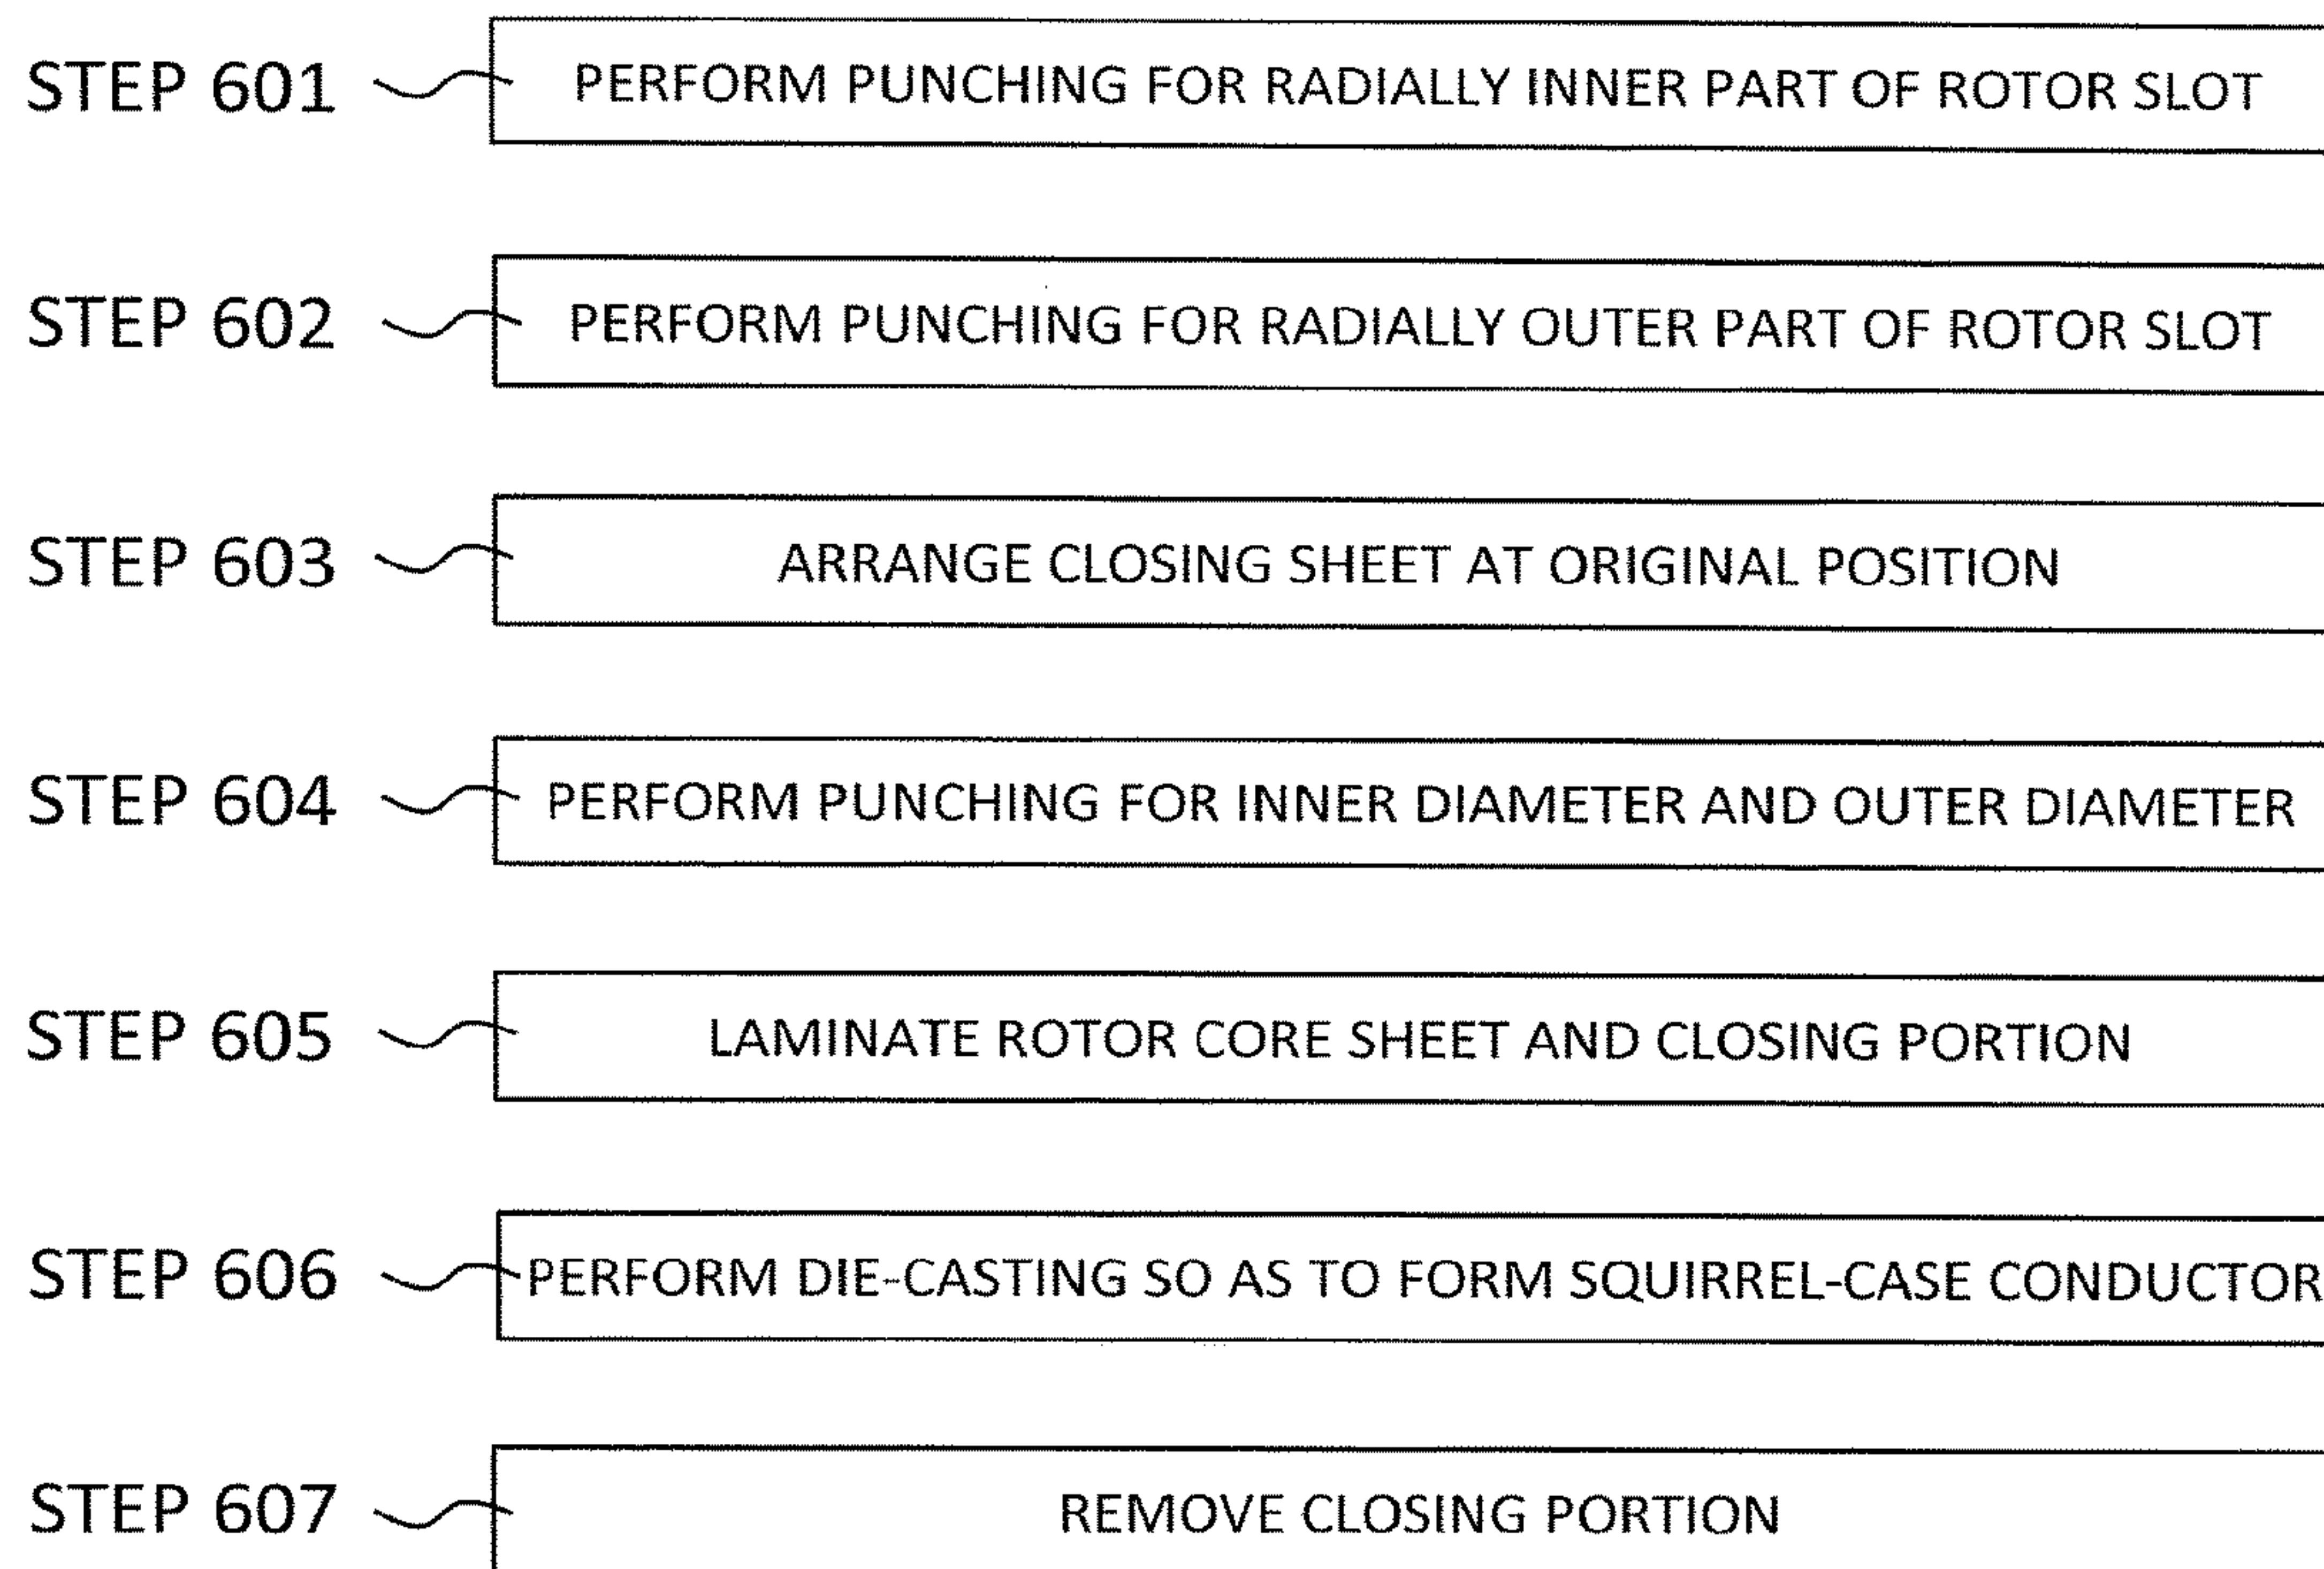 STEP 601 PERFORM PUNCHING FOR RADIALLY INNER PART OF ROTOR SLOT
STEP 602 PERFORM PUNCHING FOR RADIALLY OUTER PART OF ROTOR SLOT
STEP 603 ARRANGE CLOSING SHEET AT ORIGINAL POSITION
STEP 604 PERFORM PUNCHING FOR INNER DIAMETER AND OUTER DIAMETER
STEP 605 LAMINATE ROTOR CORE SHEET AND CLOSING PORTION
STEP 606 PERFORM DIE-CASTING SO AS TO FORM SQUIRREL-CASE CONDUCTOR
STEP 607 REMOVE CLOSING PORTION